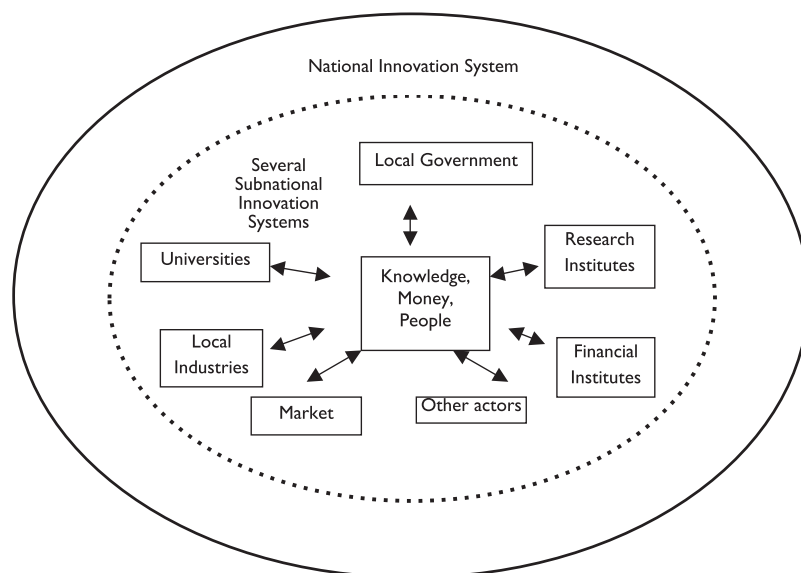 National Innovation System
Several
Subnational
Innovation
Systems
Local Government
Universities
Research
Institutes
Knowledge,
Money,
People
Local
Industries
Financial
Institutes
Market
Other actors